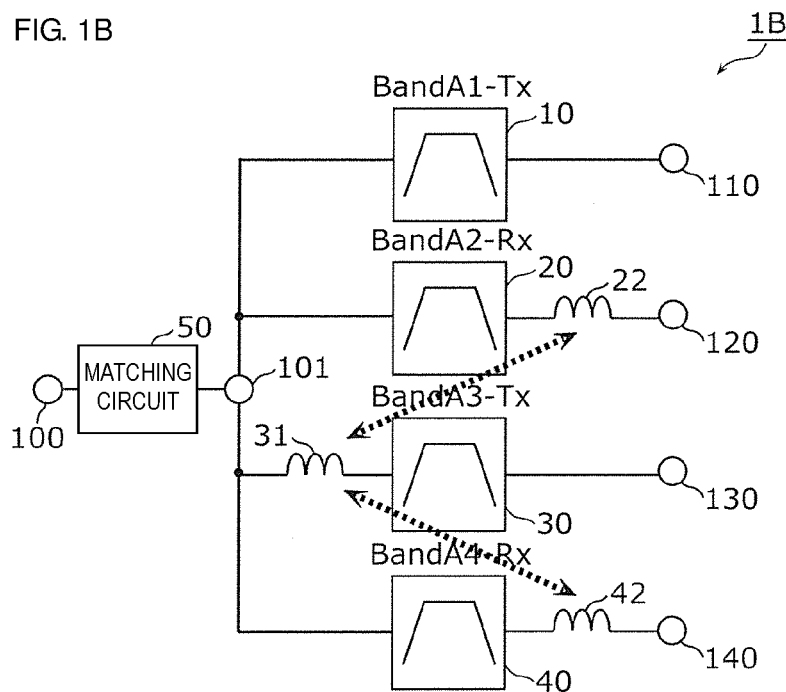 FIG. 1B
1B
BandA1-Tx
10
110
BandA2-Rx
20
22
120
50
MATCHING
CIRCUIT
100
101
BandA3-Tx
31
30
130
BandA4-Rx
42
40
140